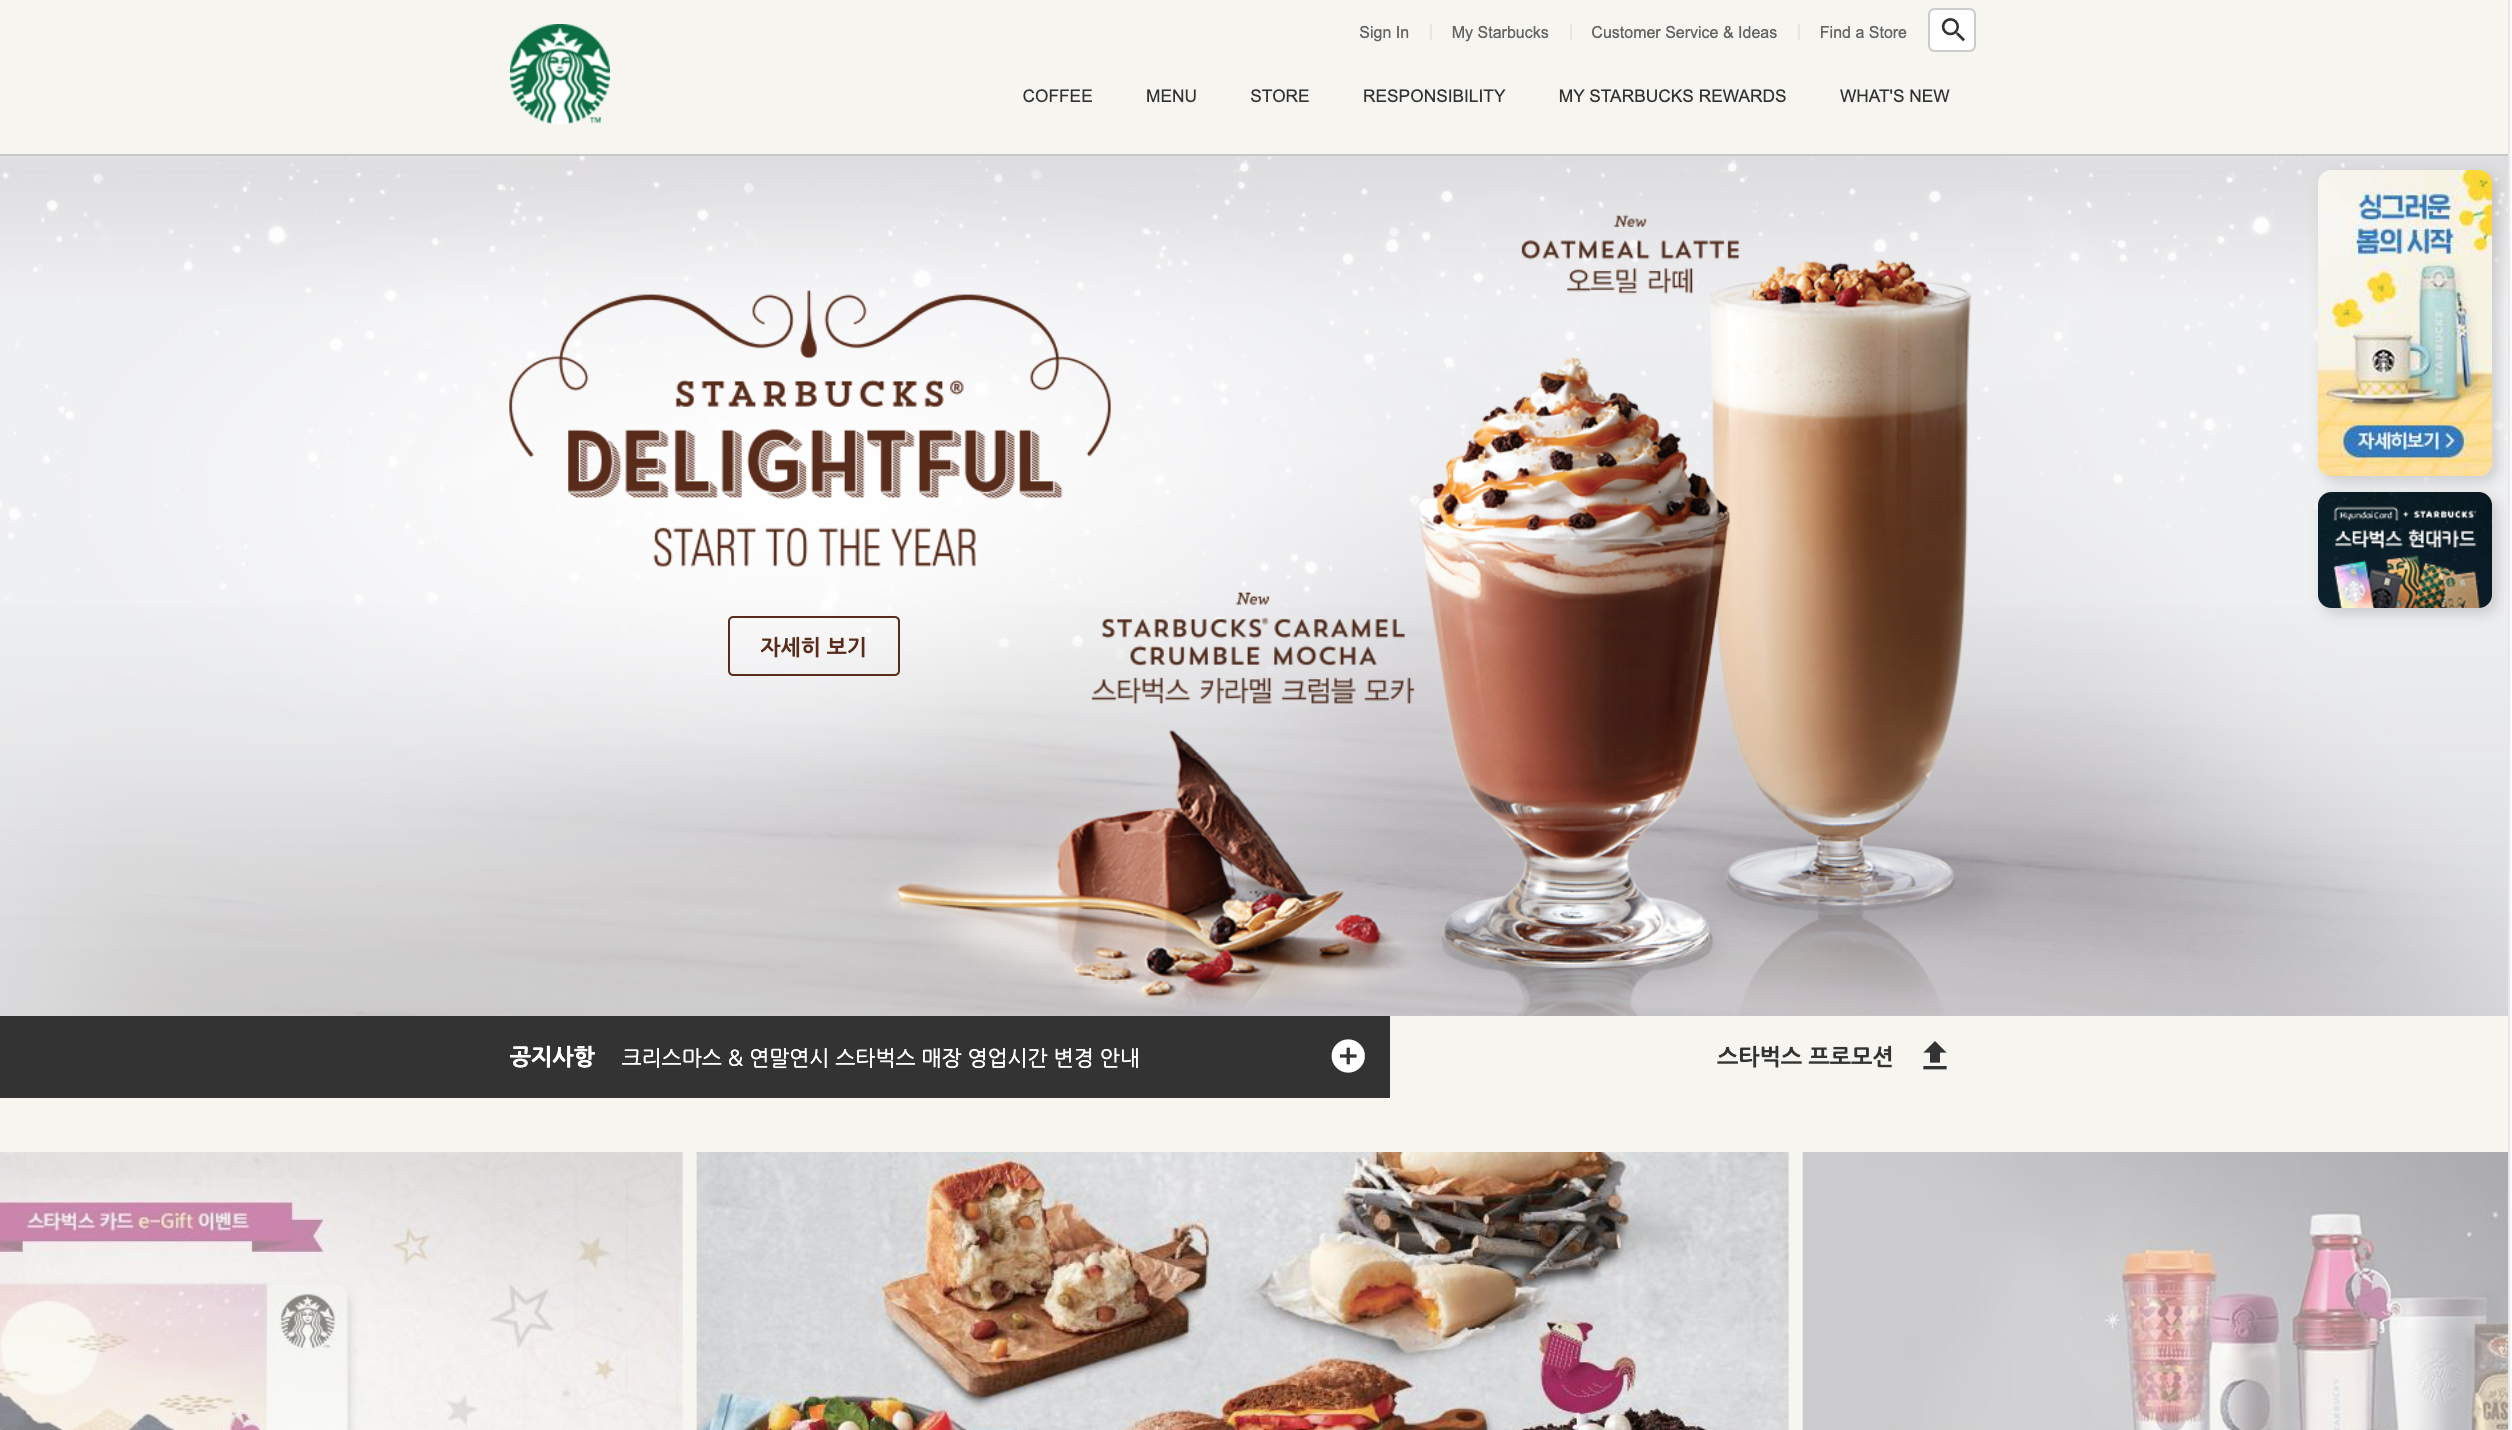 Sign In
My Starbucks
Customer Service & Ideas
Find a Store
COFFEE
MENU
STORE
RESPONSIBILITY
MY STARBUCKS REWARDS
WHAT'S NEW
TM
STARBUCKS®
DELIGHTFUL
START TO THE YEAR
자세히 보기
New
OATMEAL LATTE
오트밀 라떼
New
STARBUCKS® CARAMEL
CRUMBLE MOCHA
스타벅스 카라멜 크럼블 모카
싱그러운
봄의 시작
STARBUCKS
자세히보기 >
HyundaiCard + STARBUCKS
스타벅스 현대카드
공지사항 크리스마스 & 연말연시 스타벅스 매장 영업시간 변경 안내
스타벅스 프로모션
스타벅스 카드 e-Gift 이벤트
STARBUCKS